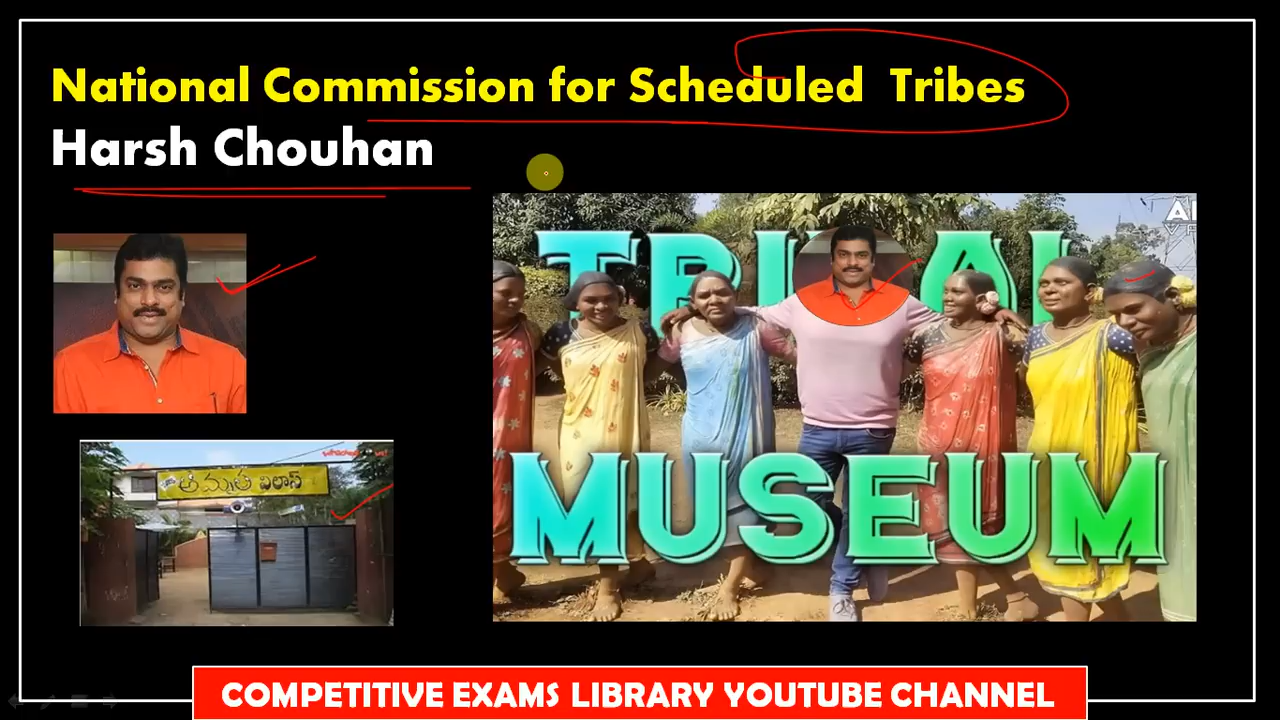 National Commission for Scheduled Tribes
Harsh Chouhan
TRIBAL
MUSEUM
అమృత విలాస్
COMPETITIVE EXAMS LIBRARY YOUTUBE CHANNEL